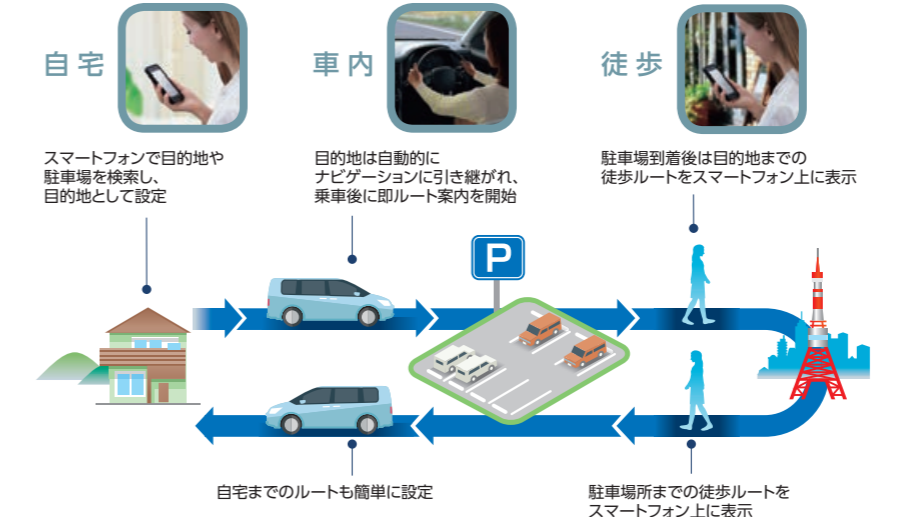 自宅
スマートフォンで目的地や
駐車場を検索し、
目的地として設定
車内
目的地は自動的に
ナビゲーションに引き継がれ、
乗車後に即ルート案内を開始
徒歩
駐車場到着後は目的地までの
徒歩ルートをスマートフォン上に表示
P
自宅までのルートも簡単に設定
駐車場所までの徒歩ルートを
スマートフォン上に表示